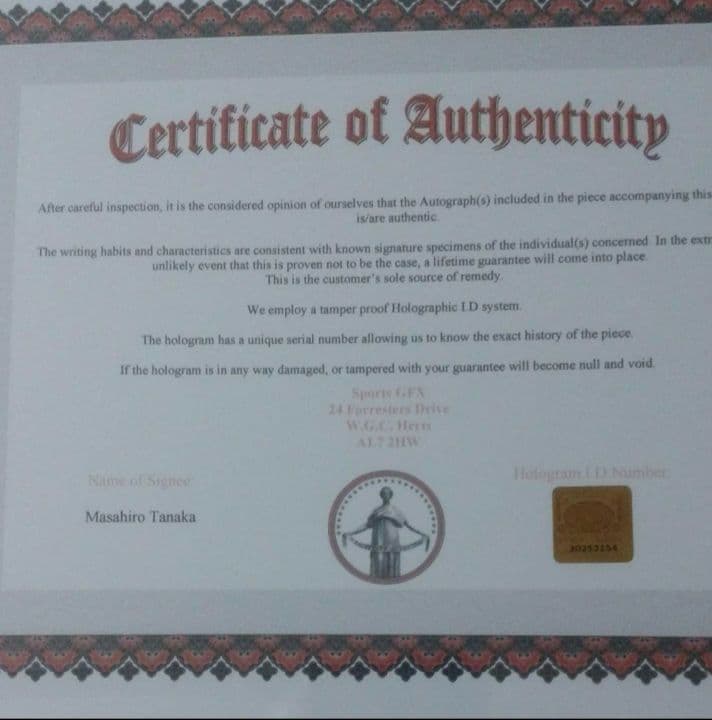 Certificate of Authenticity
After careful inspection, it is the considered opinion of ourselves that the Autograph(s) included in the piece accompanying this
is/are authentic.
The writing habits and characteristics are consistent with known signature specimens of the individual(s) concerned. In the extr
unlikely event that this is proven not to be the case, a lifetime guarantee will come into place.
This is the customer's sole source of remedy.
We employ a tamper proof Holographic I.D system.
The hologram has a unique serial number allowing us to know the exact history of the piece.
If the hologram is in any way damaged, or tampered with your guarantee will become null and void.
Sports GFX
24 Forresters Drive
W.G.C. Herts
AL7 2HW
Name of Signee
Hologram I.D Number
Masahiro Tanaka